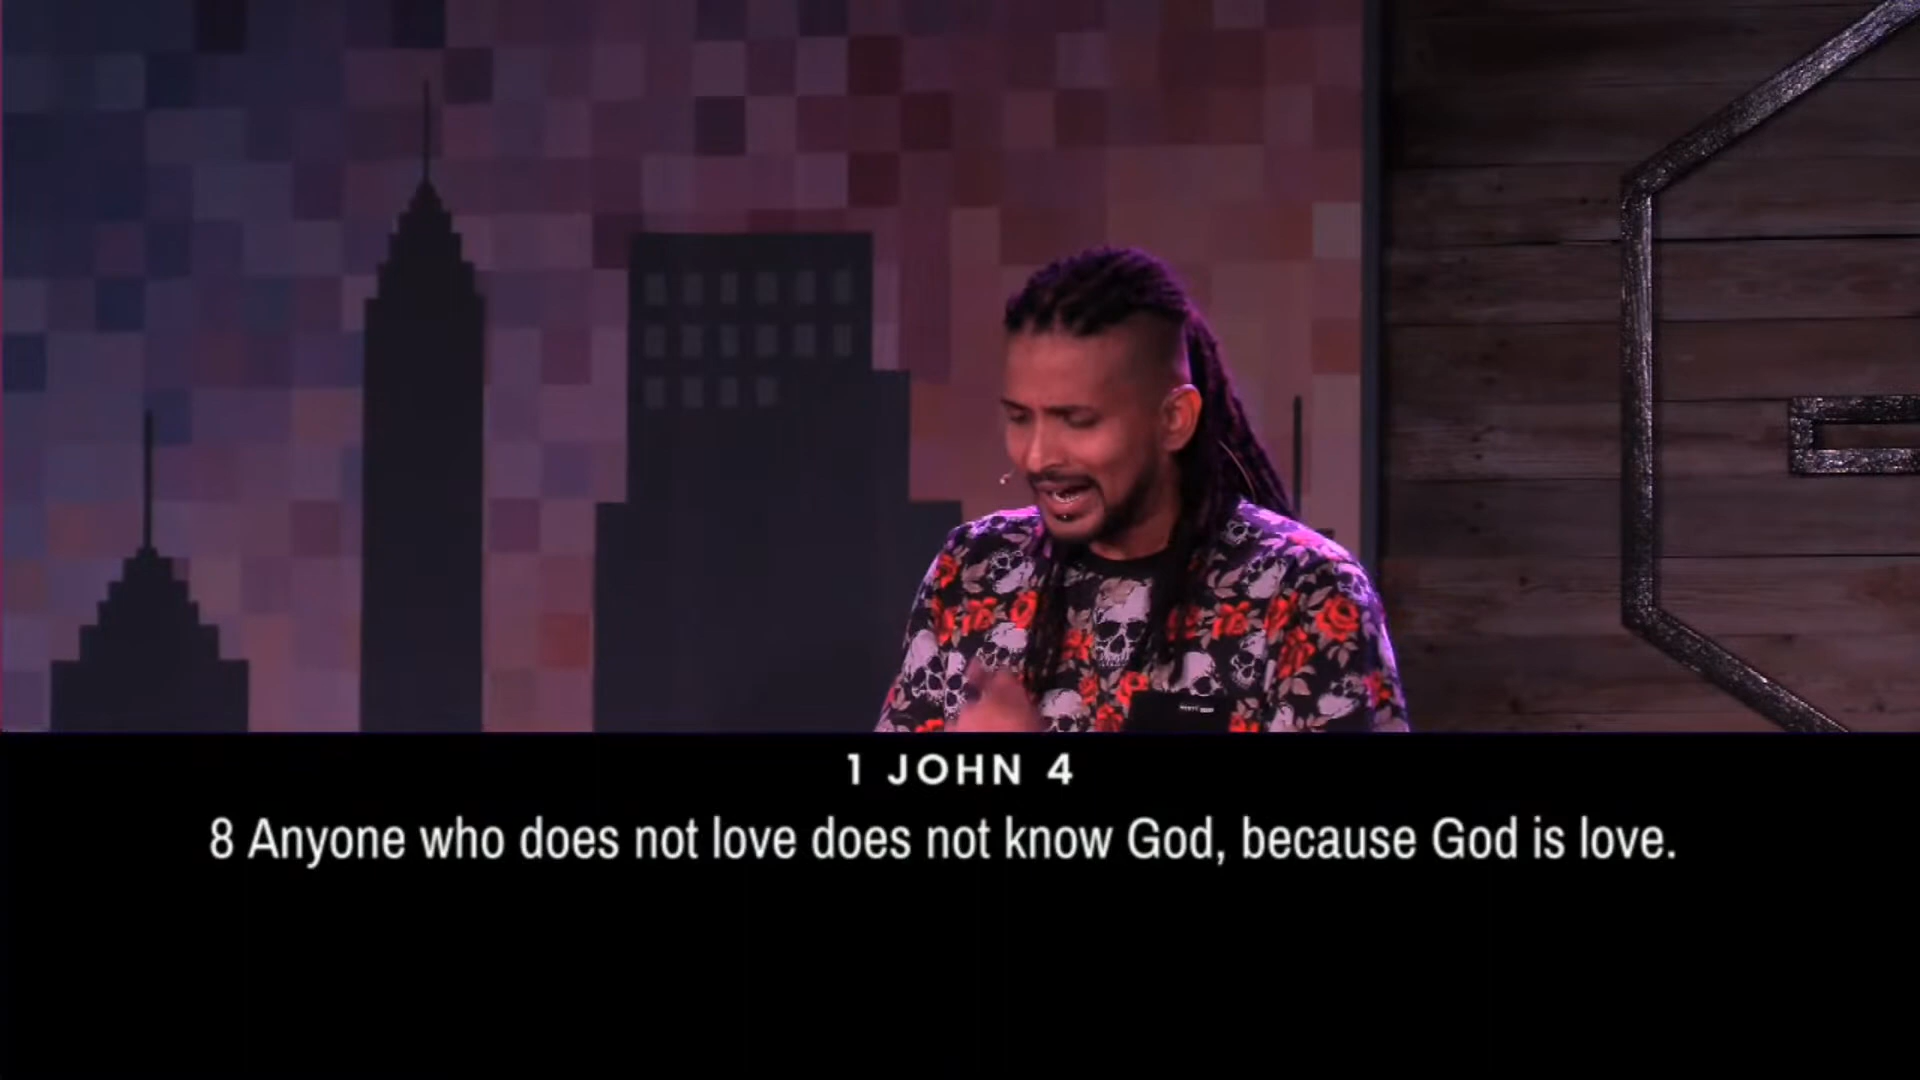 1 JOHN 4
8 Anyone who does not love does not know God, because God is love.